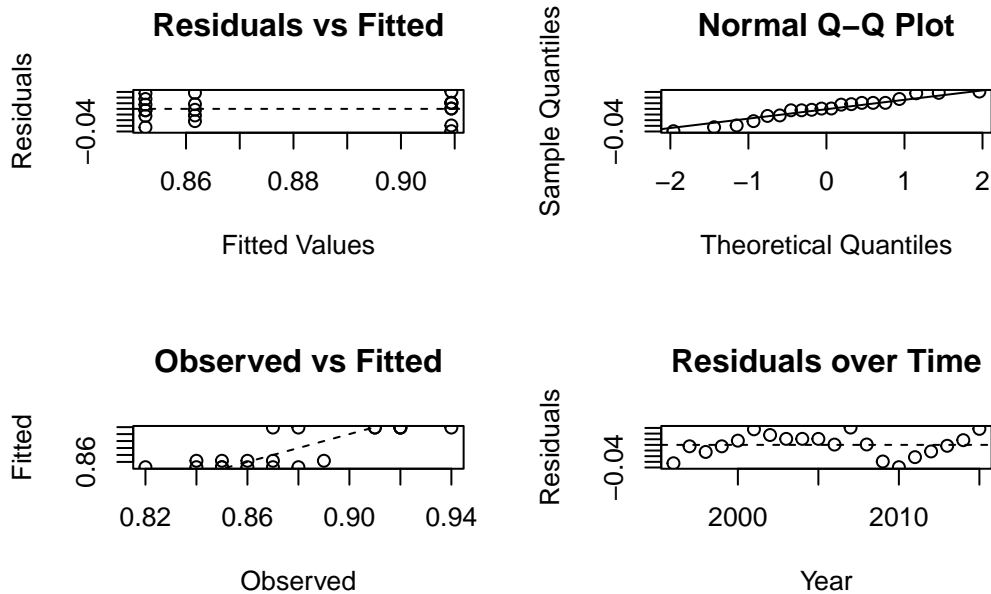 Residuals vs Fitted
Residuals
−0.04
0.86
0.88
0.90
Fitted Values
Normal Q−Q Plot
Sample Quantiles
−0.04
−2
−1
0
1
2
Theoretical Quantiles
Observed vs Fitted
Fitted
0.86
0.82
0.86
0.90
0.94
Observed
Residuals over Time
Residuals
−0.04
2000
2010
Year